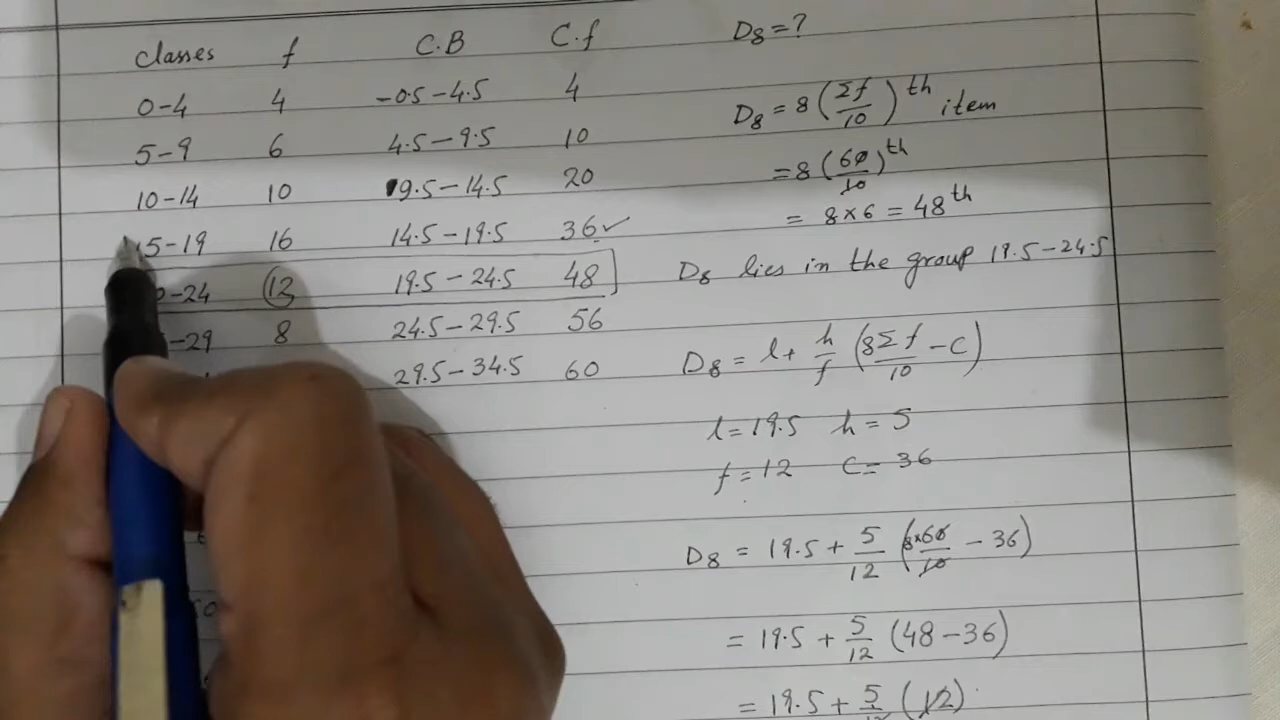 classes f C.B C.f D8=?
0-4 4 -0.5-4.5 4
5-9 6 4.5-9.5 10
10-14 10 9.5-14.5 20
15-19 16 14.5-19.5 36✓
-24 12 19.5-24.5 48
-29 8 24.5-29.5 56
29.5-34.5 60
D8 = 8(Σf/10)th item
= 8(60/10)th
= 8×6 = 48th
D8 lies in the group 19.5-24.5
D8 = l+ h/f (8Σf/10 - C)
l=19.5 h=5
f=12 C=36
D8 = 19.5 + 5/12 (8×60/10 - 36)
= 19.5 + 5/12 (48-36)
= 19.5 + 5/12 (12)